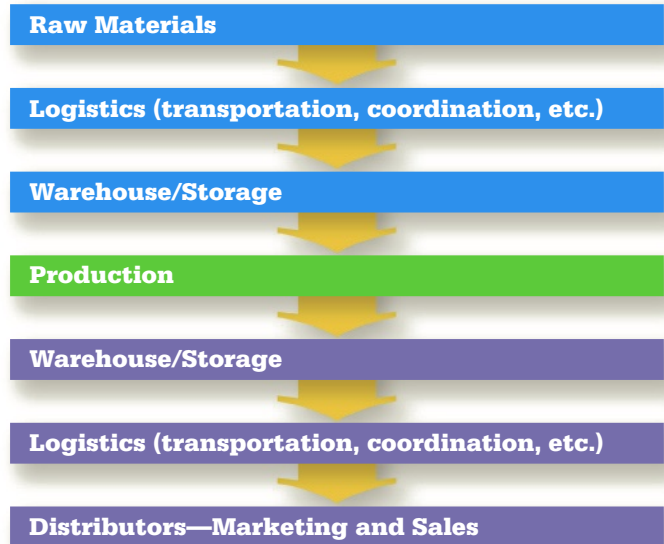 Raw Materials
Logistics (transportation, coordination, etc.)
Warehouse/Storage
Production
Warehouse/Storage
Logistics (transportation, coordination, etc.)
Distributors—Marketing and Sales